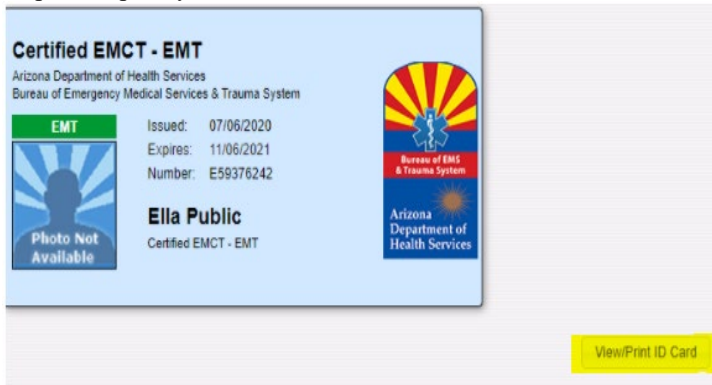 Certified EMCT - EMT
Arizona Department of Health Services
Bureau of Emergency Medical Services & Trauma System
EMT
Issued: 07/06/2020
Expires: 11/06/2021
Number: E59376242
Ella Public
Certified EMCT - EMT
Photo Not
Available
Bureau of EMS
& Trauma System
Arizona
Department of
Health Services
View/Print ID Card